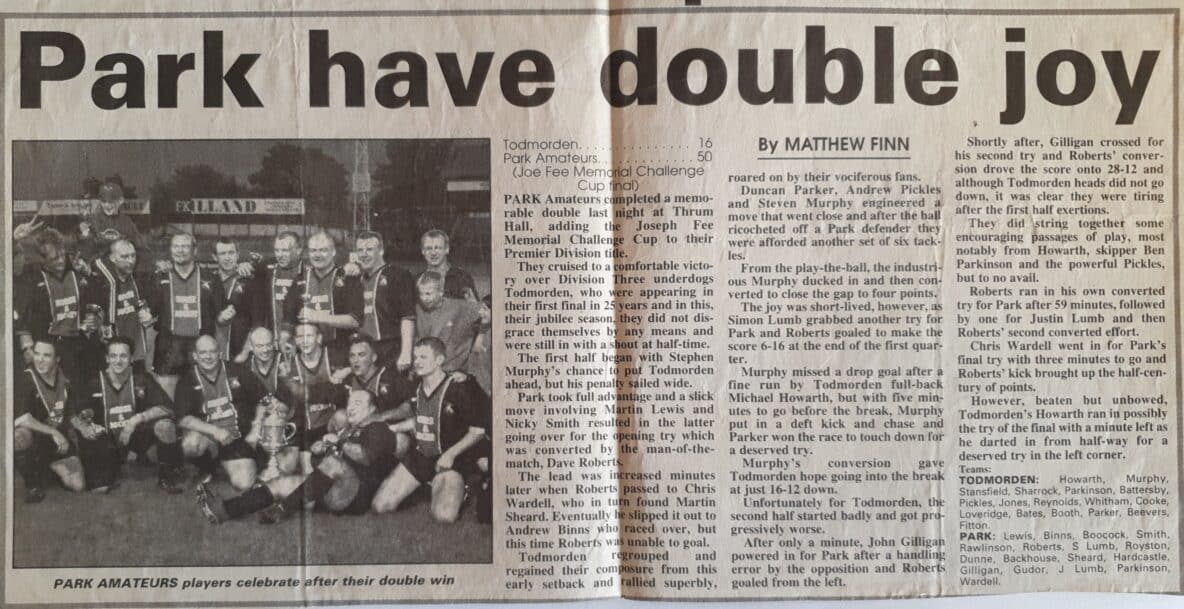 Park have double joy
FKILLAND
PARK AMATEURS players celebrate after their double win
Todmorden. . . . . . . . . . . . . . 16
Park Amateurs. . . . . . . . . . . . 50
(Joe Fee Memorial Challenge
Cup final)
PARK Amateurs completed a memo-
rable double last night at Thrum
Hall, adding the Joseph Fee
Memorial Challenge Cup to their
Premier Division title.
They cruised to a comfortable victo-
ry over Division Three underdogs
Todmorden, who were appearing in
their first final in 25 years and in this,
their jubilee season, they did not dis-
grace themselves by any means and
were still in with a shout at half-time.
The first half began with Stephen
Murphy's chance to put Todmorden
ahead, but his penalty sailed wide.
Park took full advantage and a slick
move involving Martin Lewis and
Nicky Smith resulted in the latter
going over for the opening try which
was converted by the man-of-the-
match, Dave Roberts.
The lead was increased minutes
later when Roberts passed to Chris
Wardell, who in turn found Martin
Sheard. Eventually he slipped it out to
Andrew Binns who raced over, but
this time Roberts was unable to goal.
Todmorden regrouped and
regained their composure from this
early setback and rallied superbly,
By MATTHEW FINN
roared on by their vociferous fans.
Duncan Parker, Andrew Pickles
and Steven Murphy engineered a
move that went close and after the ball
ricocheted off a Park defender they
were afforded another set of six tack-
les.
From the play-the-ball, the industri-
ous Murphy ducked in and then con-
verted to close the gap to four points.
The joy was short-lived, however, as
Simon Lumb grabbed another try for
Park and Roberts goaled to make the
score 6-16 at the end of the first quar-
ter.
Murphy missed a drop goal after a
fine run by Todmorden full-back
Michael Howarth, but with five min-
utes to go before the break, Murphy
put in a deft kick and chase and
Parker won the race to touch down for
a deserved try.
Murphy's conversion gave
Todmorden hope going into the break
at just 16-12 down.
Unfortunately for Todmorden, the
second half started badly and got pro-
gressively worse.
After only a minute, John Gilligan
powered in for Park after a handling
error by the opposition and Roberts
goaled from the left.
Shortly after, Gilligan crossed for
his second try and Roberts' conver-
sion drove the score onto 28-12 and
although Todmorden heads did not go
down, it was clear they were tiring
after the first half exertions.
They did string together some
encouraging passages of play, most
notably from Howarth, skipper Ben
Parkinson and the powerful Pickles,
but to no avail.
Roberts ran in his own converted
try for Park after 59 minutes, followed
by one for Justin Lumb and then
Roberts' second converted effort.
Chris Wardell went in for Park's
final try with three minutes to go and
Roberts' kick brought up the half-cen-
tury of points.
However, beaten but unbowed,
Todmorden's Howarth ran in possibly
the try of the final with a minute left as
he darted in from half-way for a
deserved try in the left corner.
Teams:
TODMORDEN: Howarth, Murphy,
Stansfield, Sharrock, Parkinson, Battersby,
Pickles, Jones, Reynolds, Whitham, Cooke,
Loveridge, Bates, Booth, Parker, Beevers,
Fitton.
PARK: Lewis, Binns, Boocock, Smith,
Rawlinson, Roberts, S Lumb, Royston,
Dunne, Backhouse, Sheard, Hardcastle,
Gilligan, Gudor, J Lumb, Parkinson,
Wardell.